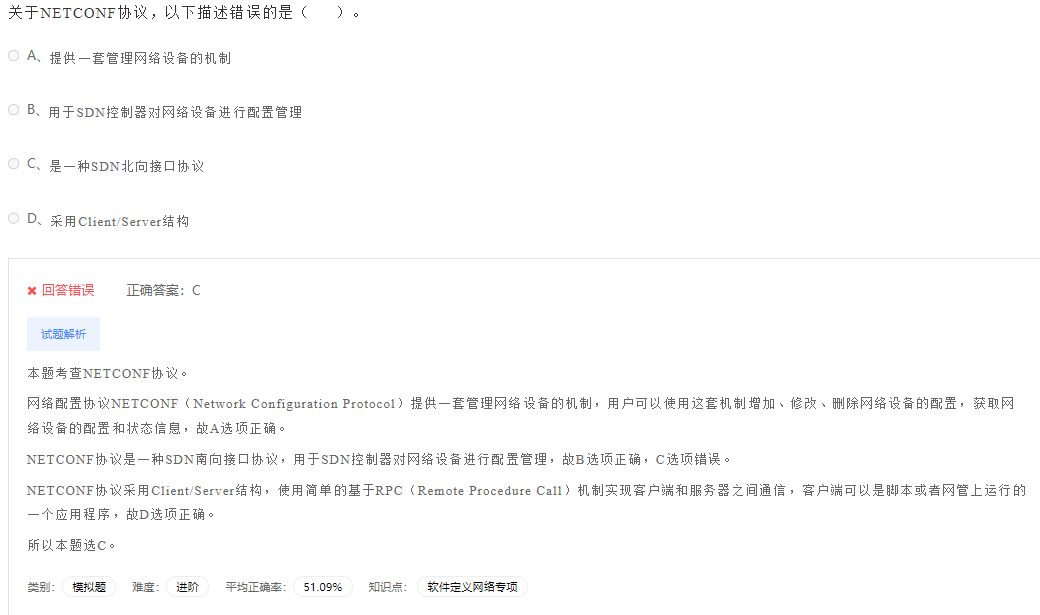 关于NETCONF协议，以下描述错误的是（　　）。
A、提供一套管理网络设备的机制
B、用于SDN控制器对网络设备进行配置管理
C、是一种SDN北向接口协议
D、采用Client/Server结构
✖ 回答错误 正确答案：C
试题解析
本题考查NETCONF协议。
网络配置协议NETCONF（Network Configuration Protocol）提供一套管理网络设备的机制，用户可以使用这套机制增加、修改、删除网络设备的配置，获取网
络设备的配置和状态信息，故A选项正确。
NETCONF协议是一种SDN南向接口协议，用于SDN控制器对网络设备进行配置管理，故B选项正确，C选项错误。
NETCONF协议采用Client/Server结构，使用简单的基于RPC（Remote Procedure Call）机制实现客户端和服务器之间通信，客户端可以是脚本或者网管上运行的
一个应用程序，故D选项正确。
所以本题选C。
类别： 模拟题 难度： 进阶 平均正确率： 51.09% 知识点： 软件定义网络专项